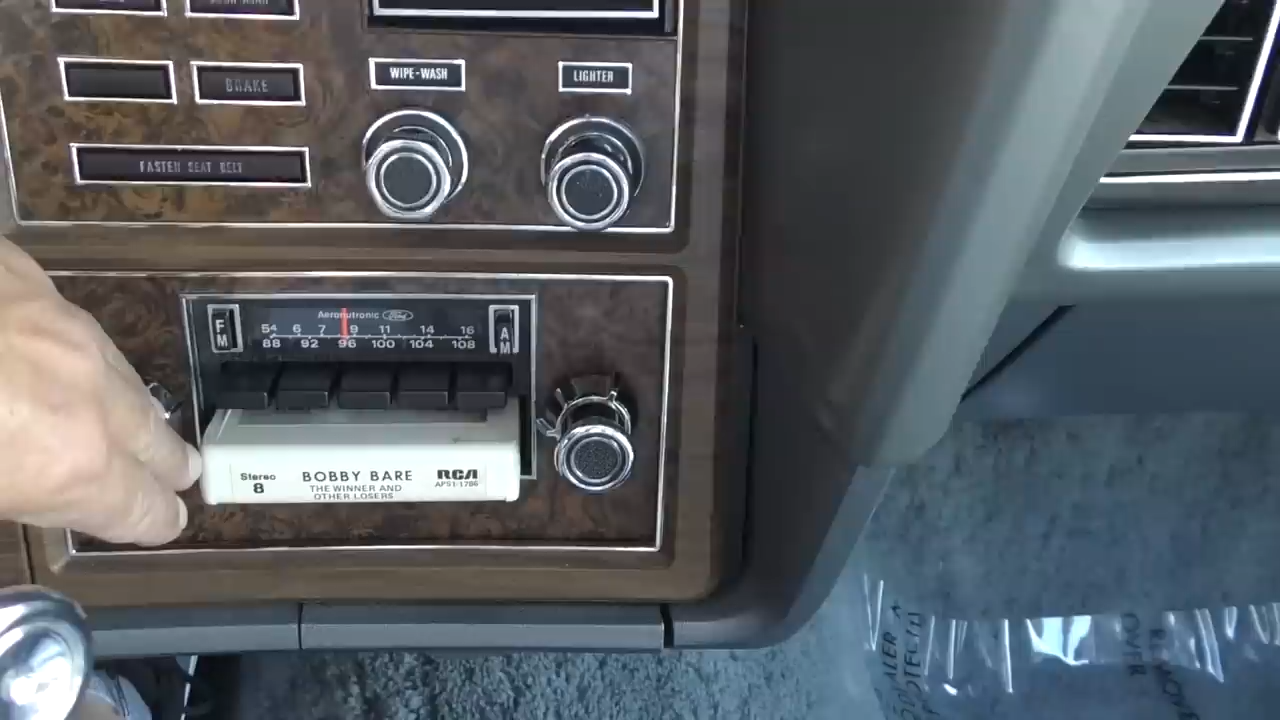 WIPE-WASH
LIGHTER
BRAKE
FASTEN SEAT BELT
Aeronutronic Ford
FM
54 6 7 9 11 14 16
88 92 96 100 104 108
AM
Stereo 8
BOBBY BARE
THE WINNER AND
OTHER LOSERS
RCA
APS1-1786
OVER